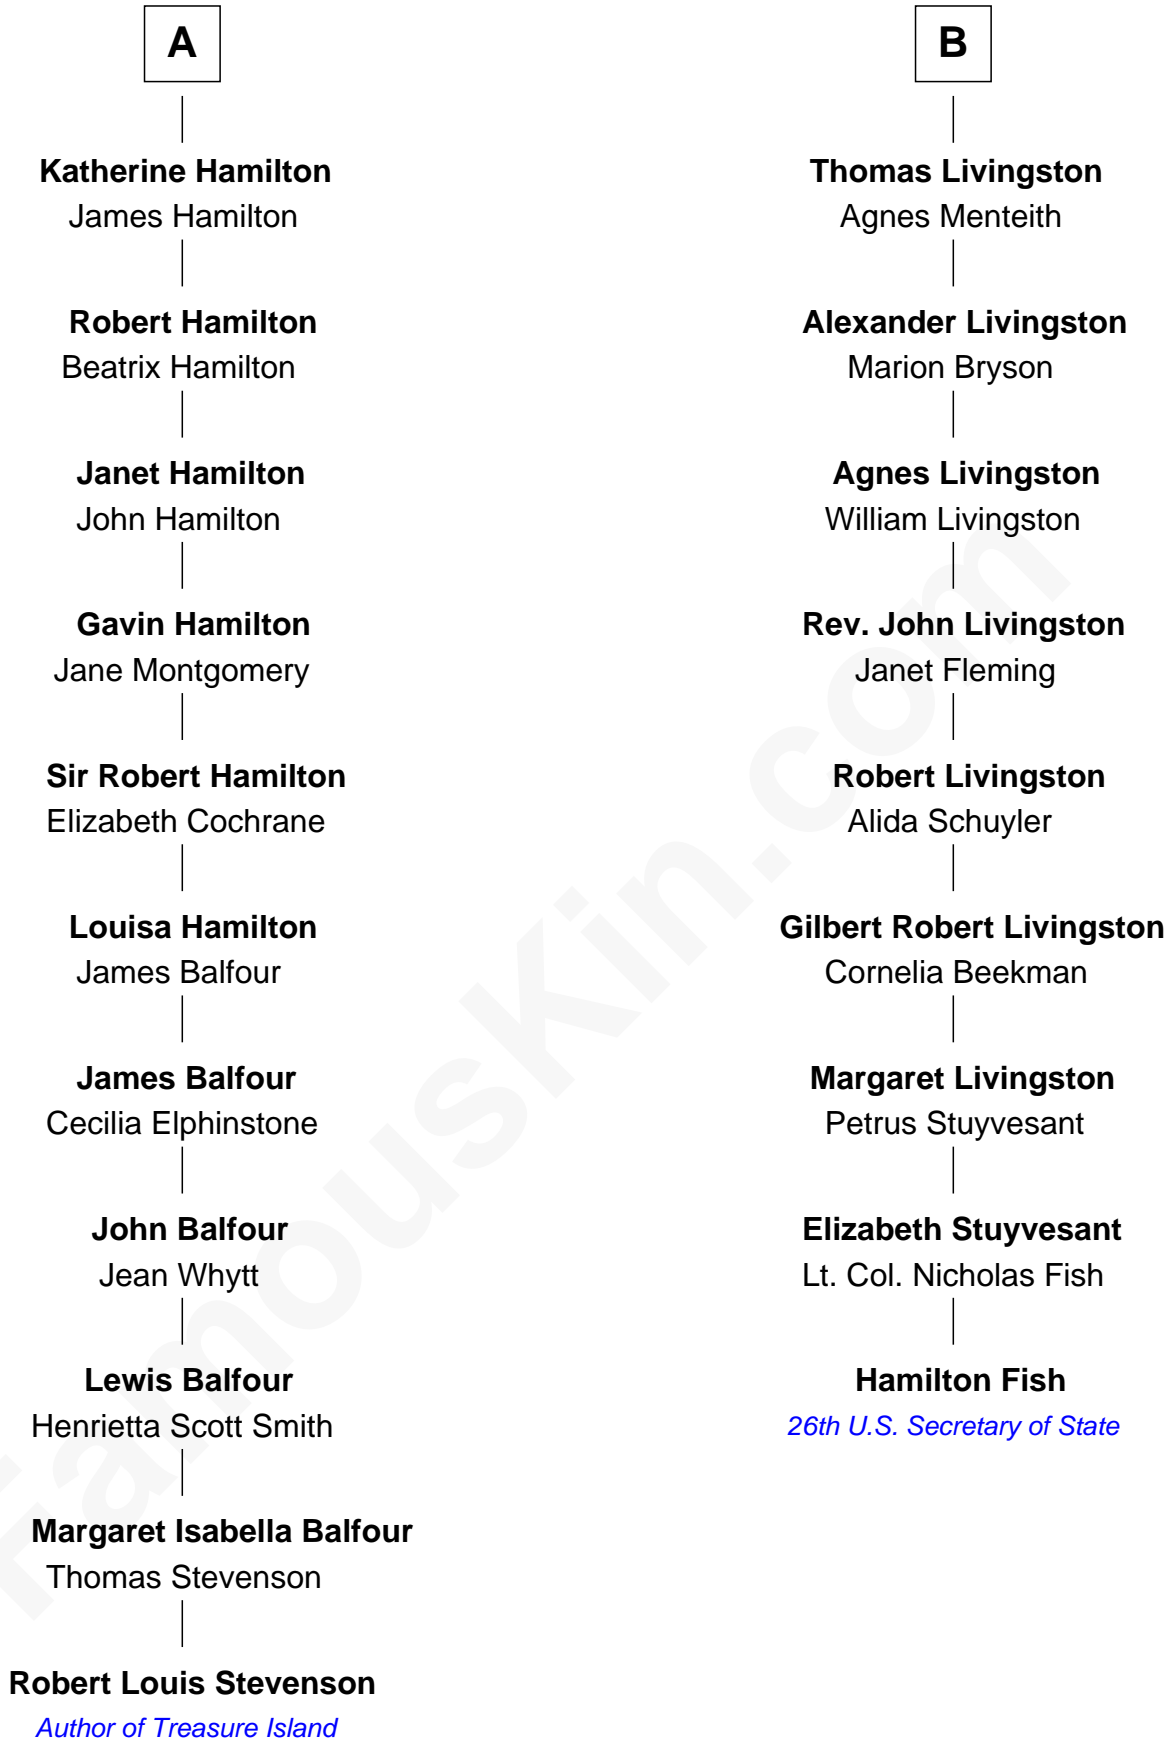 A
Katherine Hamilton
James Hamilton
Robert Hamilton
Beatrix Hamilton
Janet Hamilton
John Hamilton
Gavin Hamilton
Jane Montgomery
Sir Robert Hamilton
Elizabeth Cochrane
Louisa Hamilton
James Balfour
James Balfour
Cecilia Elphinstone
John Balfour
Jean Whytt
Lewis Balfour
Henrietta Scott Smith
Margaret Isabella Balfour
Thomas Stevenson
Robert Louis Stevenson
Author of Treasure Island
B
Thomas Livingston
Agnes Menteith
Alexander Livingston
Marion Bryson
Agnes Livingston
William Livingston
Rev. John Livingston
Janet Fleming
Robert Livingston
Alida Schuyler
Gilbert Robert Livingston
Cornelia Beekman
Margaret Livingston
Petrus Stuyvesant
Elizabeth Stuyvesant
Lt. Col. Nicholas Fish
Hamilton Fish
26th U.S. Secretary of State
FamousKin.com